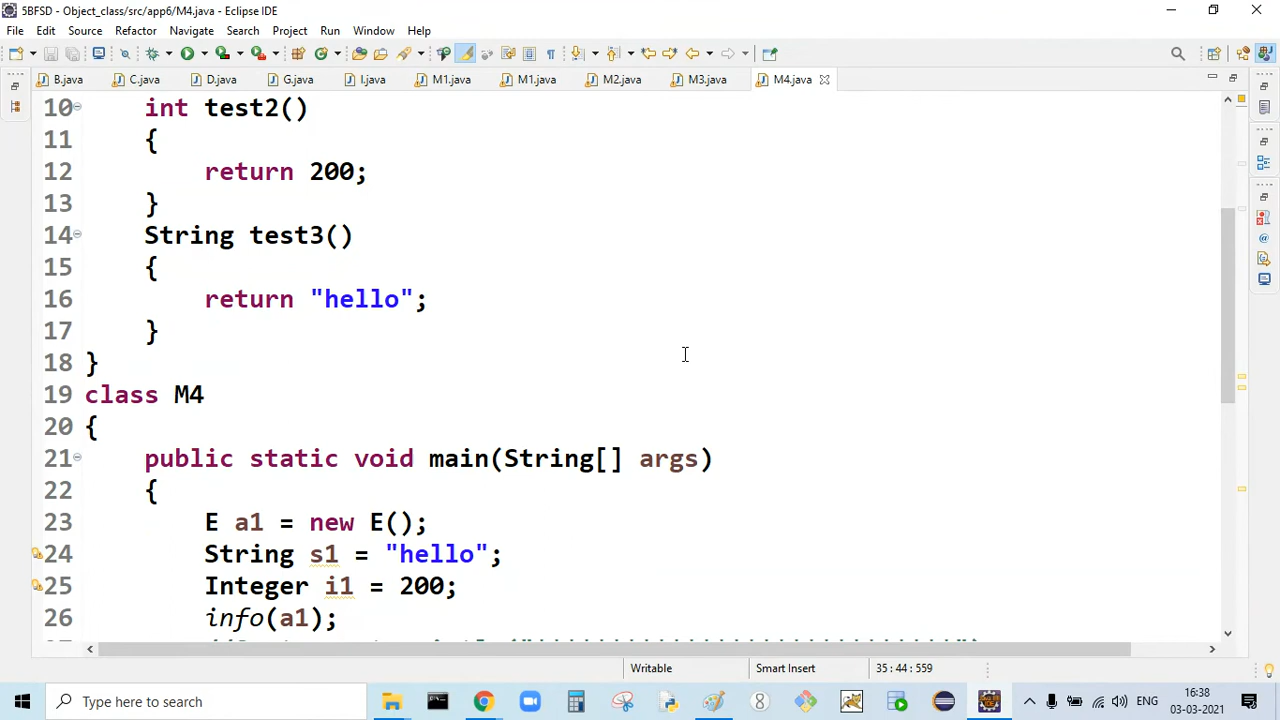 5BFSD - Object_class/src/app6/M4.java - Eclipse IDE
File Edit Source Refactor Navigate Search Project Run Window Help
B.java C.java D.java G.java I.java M1.java M1.java M2.java M3.java M4.java
10 int test2()
11 {
12 return 200;
13 }
14 String test3()
15 {
16 return "hello";
17 }
18 }
19 class M4
20 {
21 public static void main(String[] args)
22 {
23 E a1 = new E();
24 String s1 = "hello";
25 Integer i1 = 200;
26 info(a1);
Writable Smart Insert 35 : 44 : 559
Type here to search
ENG
6:38
03-03-2021